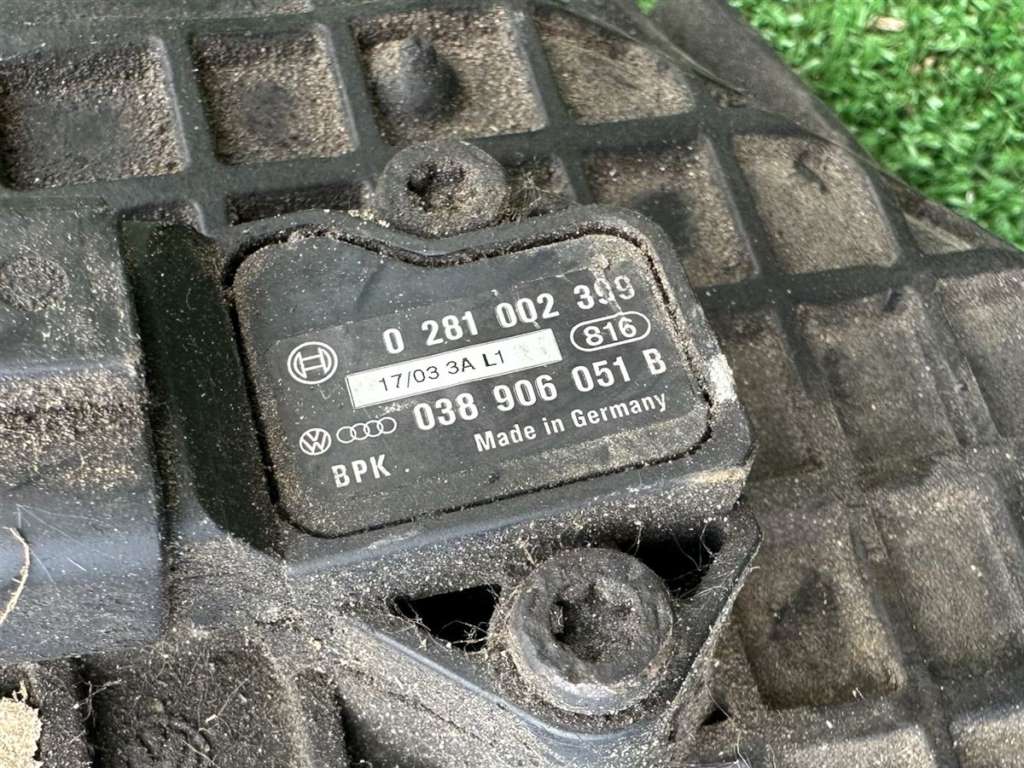 0 281 002 399
17/03 3A L1
816
038 906 051 B
BPK
Made in Germany